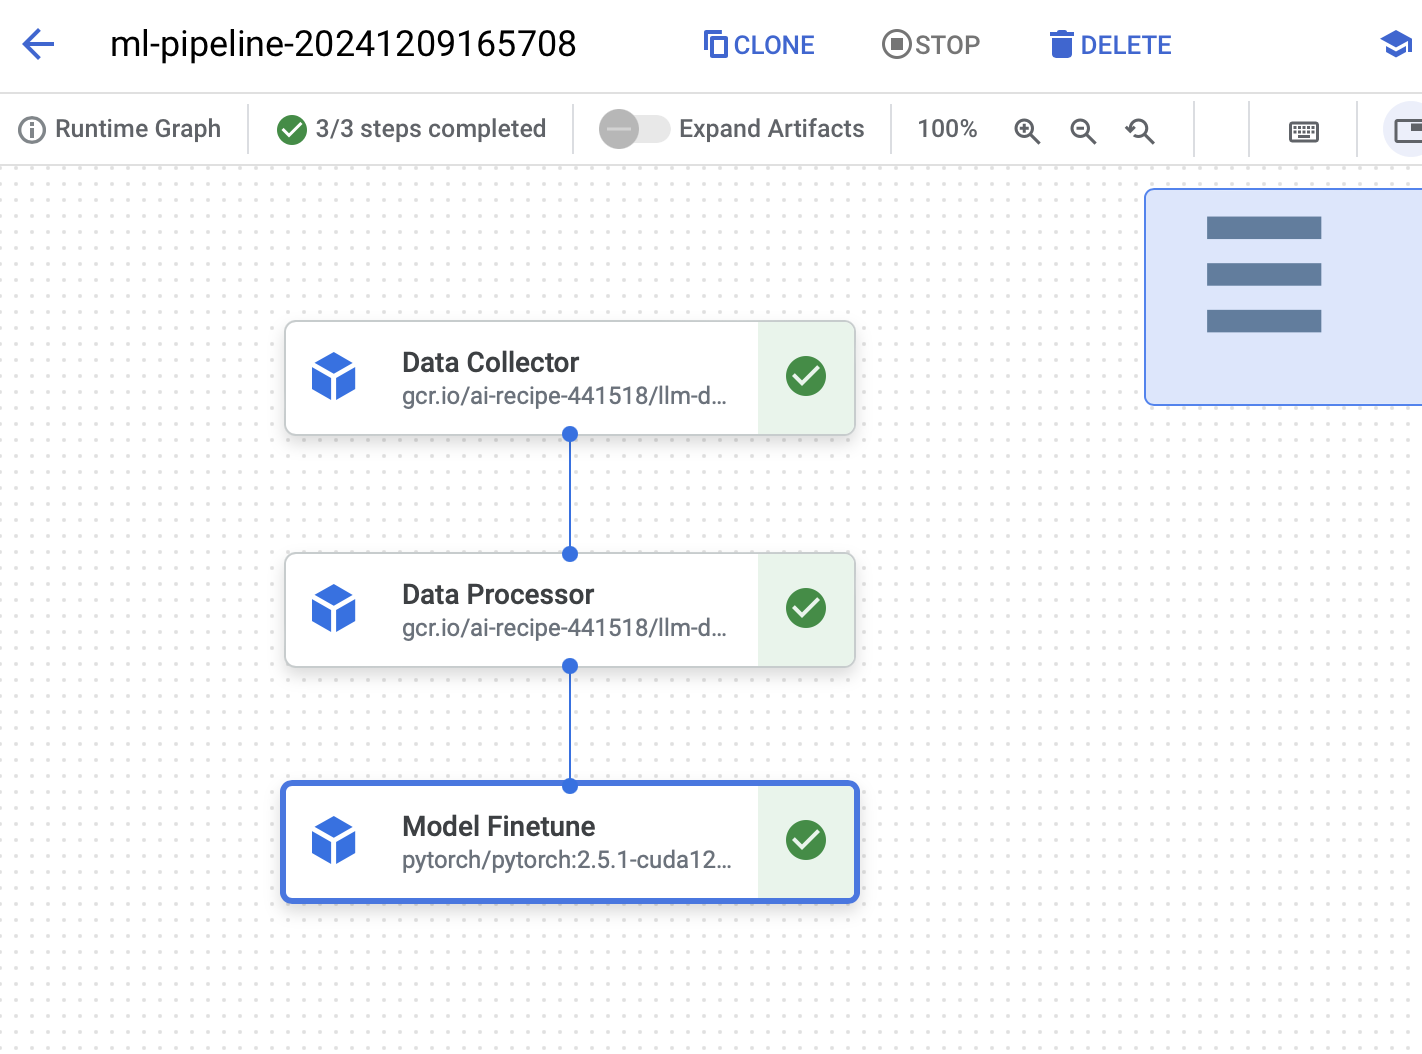 ml-pipeline-20241209165708
CLONE
STOP
DELETE
Runtime Graph
3/3 steps completed
Expand Artifacts
100%
Data Collector
gcr.io/ai-recipe-441518/llm-d...
Data Processor
gcr.io/ai-recipe-441518/llm-d...
Model Finetune
pytorch/pytorch:2.5.1-cuda12...